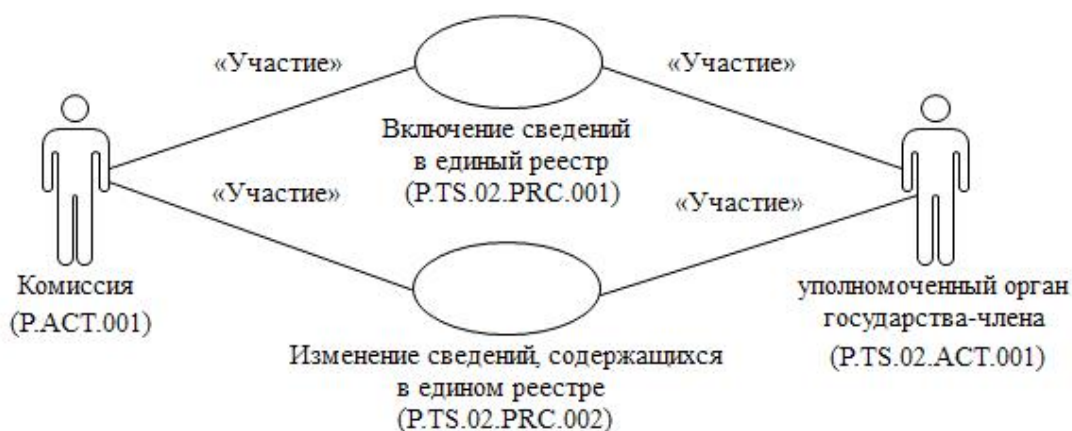 «Участие»
«Участие»
Включение сведений
в единый реестр
(P.TS.02.PRC.001)
«Участие»
«Участие»
Комиссия
(P.ACT.001)
уполномоченный орган
государства-члена
(P.TS.02.ACT.001)
Изменение сведений, содержащихся
в едином реестре
(P.TS.02.PRC.002)